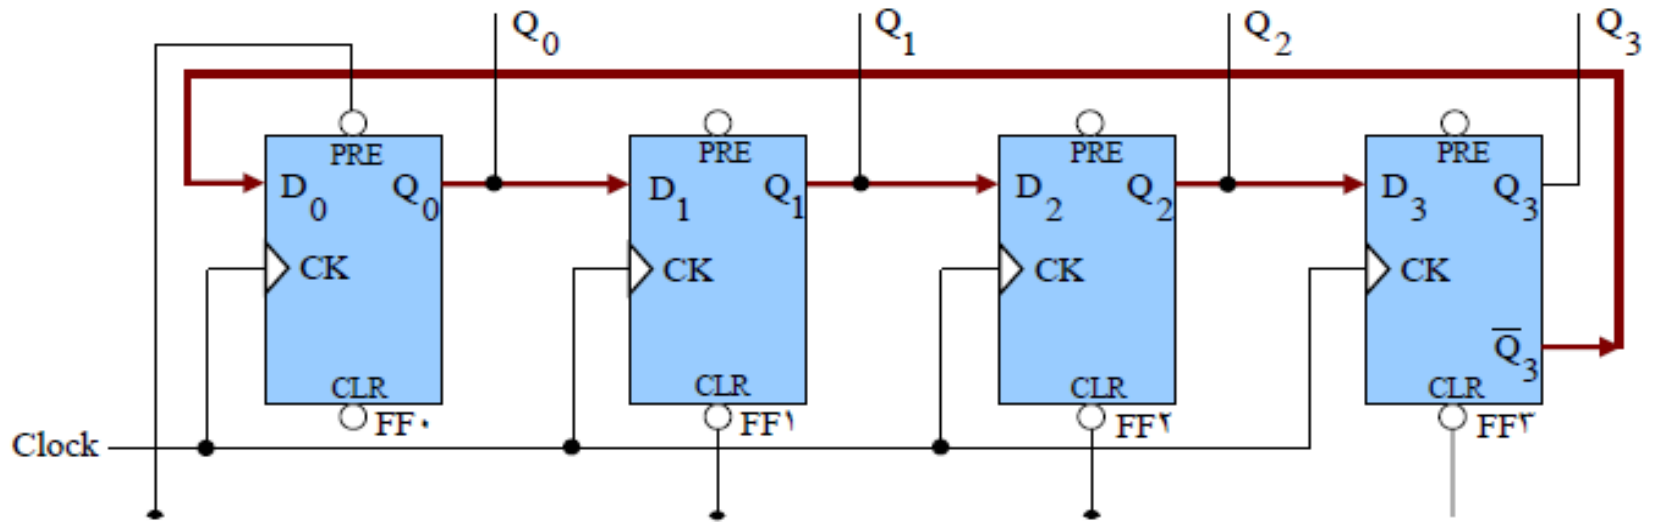 Q0 Q1 Q2 Q3
PRE PRE PRE PRE
D0 Q0 D1 Q1 D2 Q2 D3 Q3
CK CK CK CK
Q̅3
CLR CLR CLR CLR
FF۰ FF۱ FF۲ FF۳
Clock